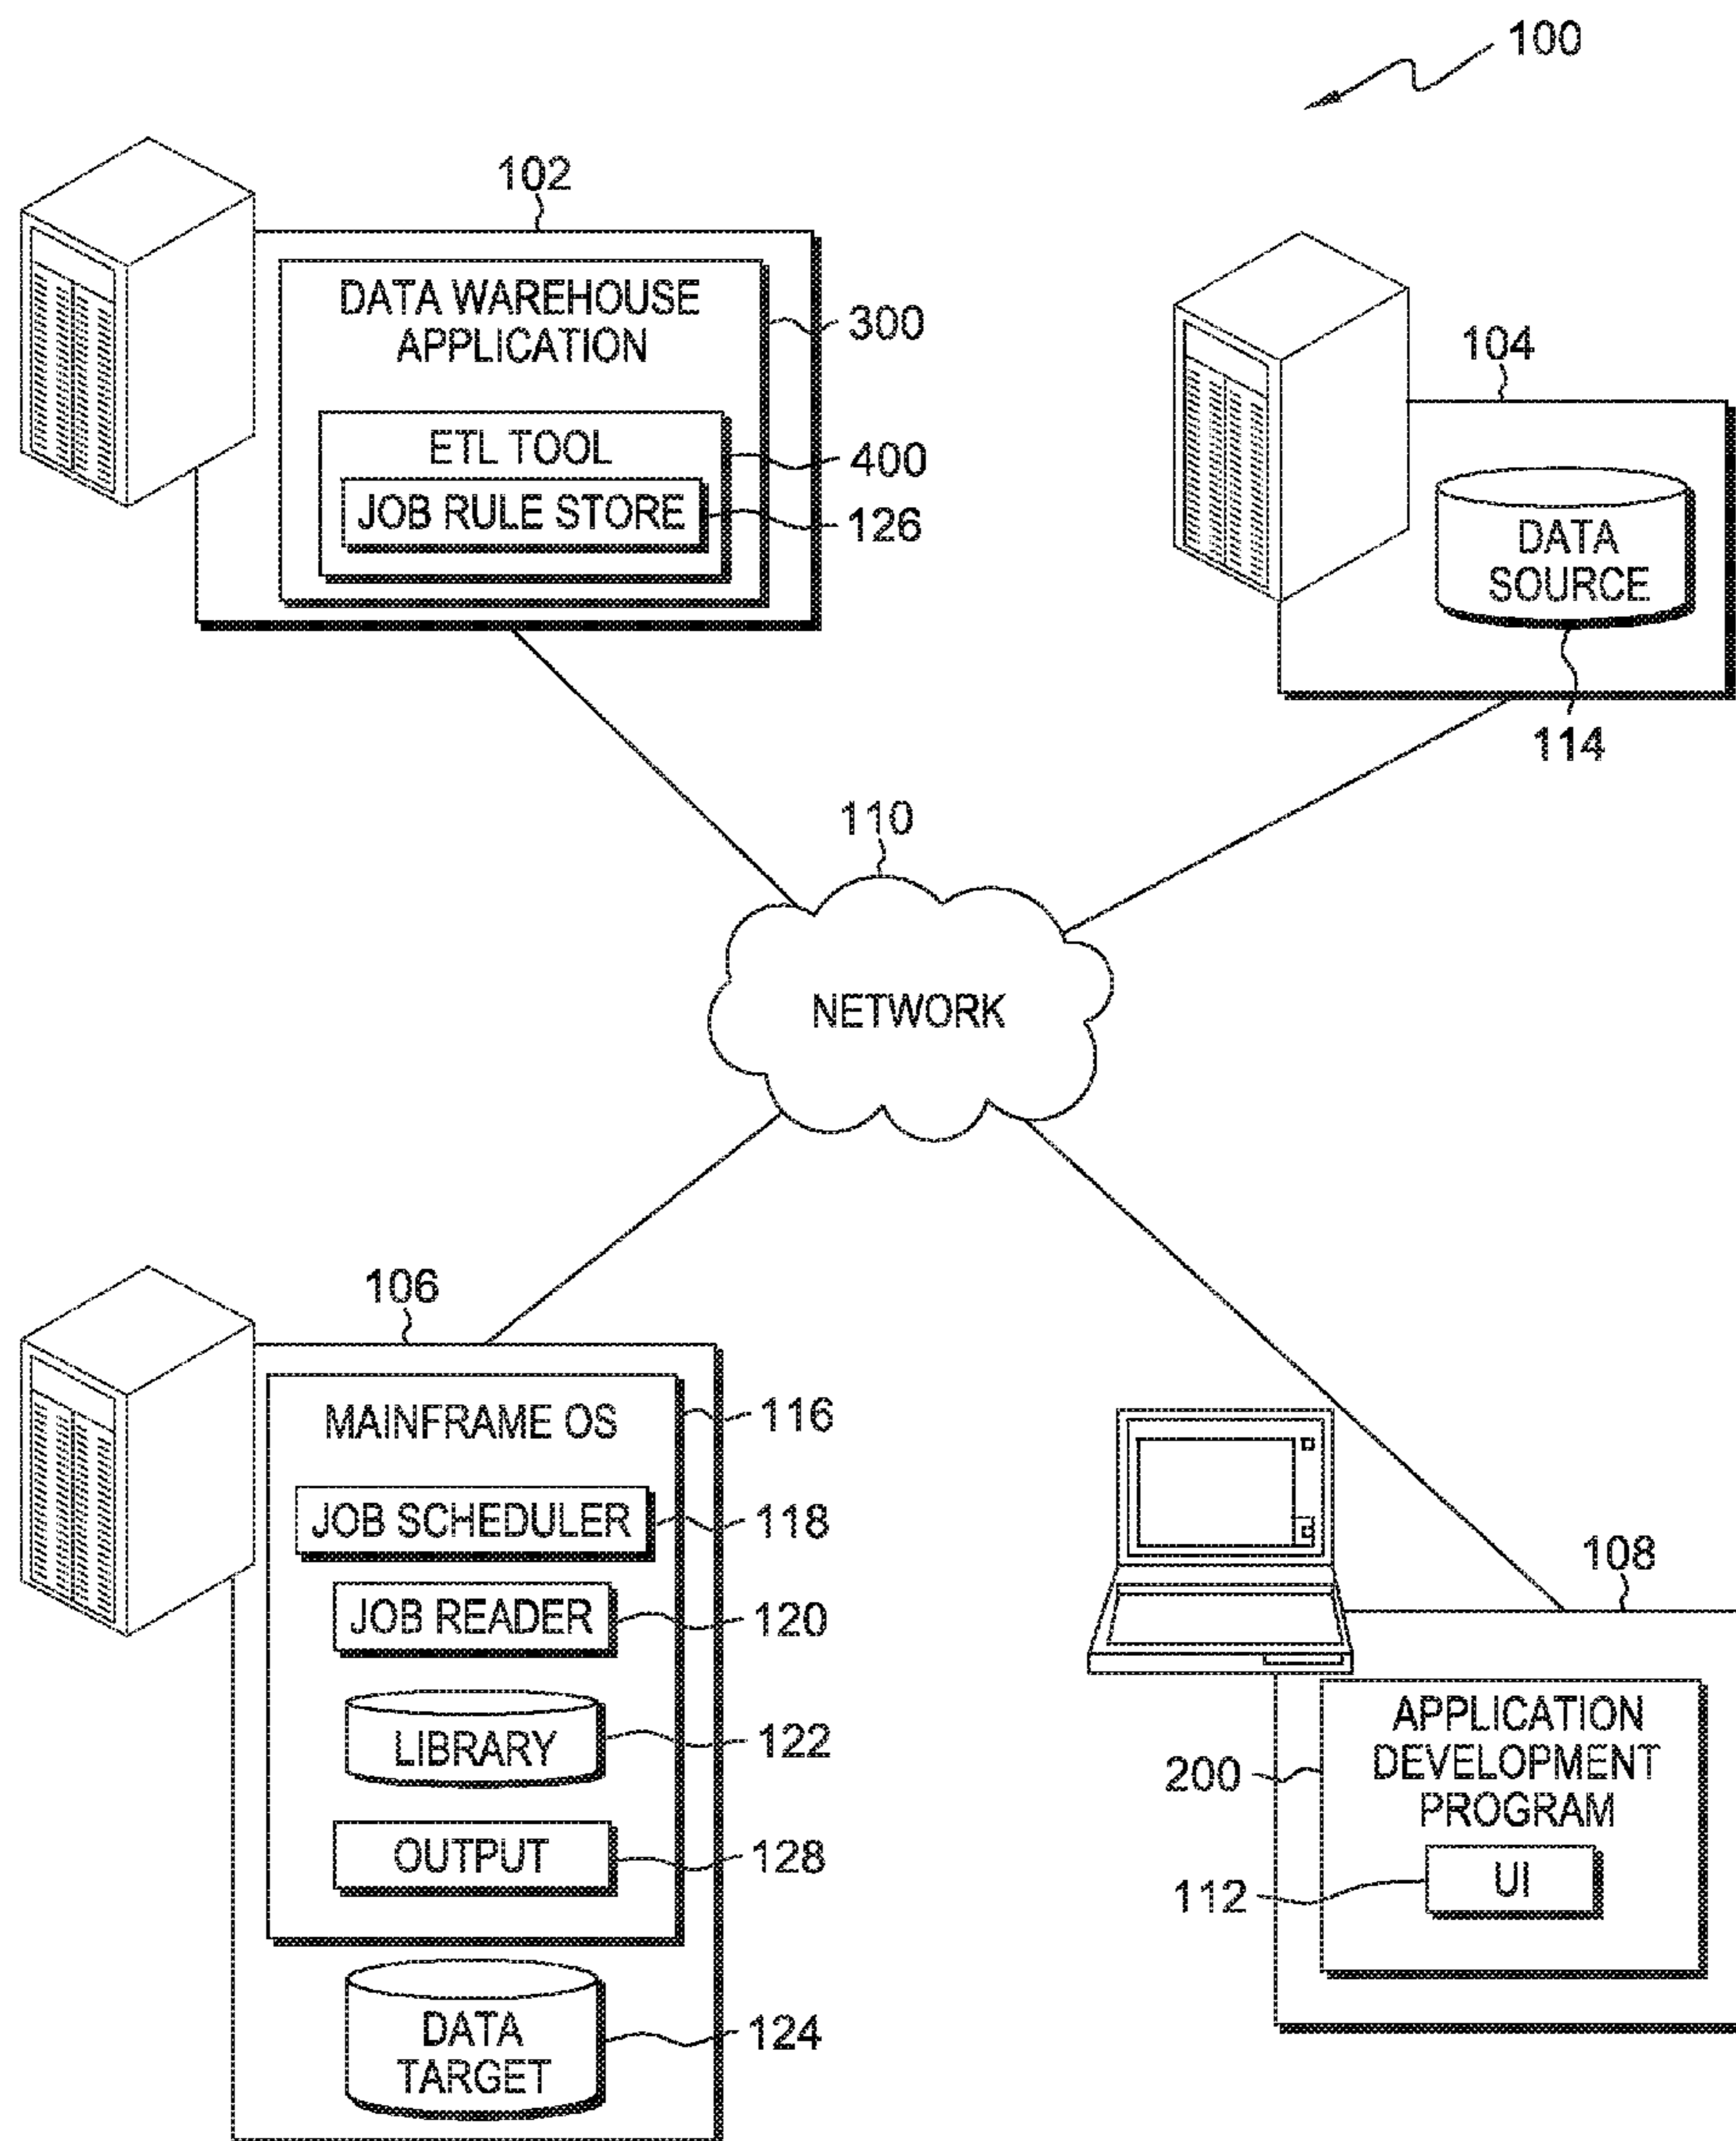 100
102
DATA WAREHOUSE
APPLICATION
300
ETL TOOL
400
JOB RULE STORE
126
104
DATA
SOURCE
114
110
NETWORK
106
MAINFRAME OS
116
JOB SCHEDULER
118
JOB READER
120
LIBRARY
122
OUTPUT
128
DATA
TARGET
124
108
APPLICATION
DEVELOPMENT
PROGRAM
200
UI
112